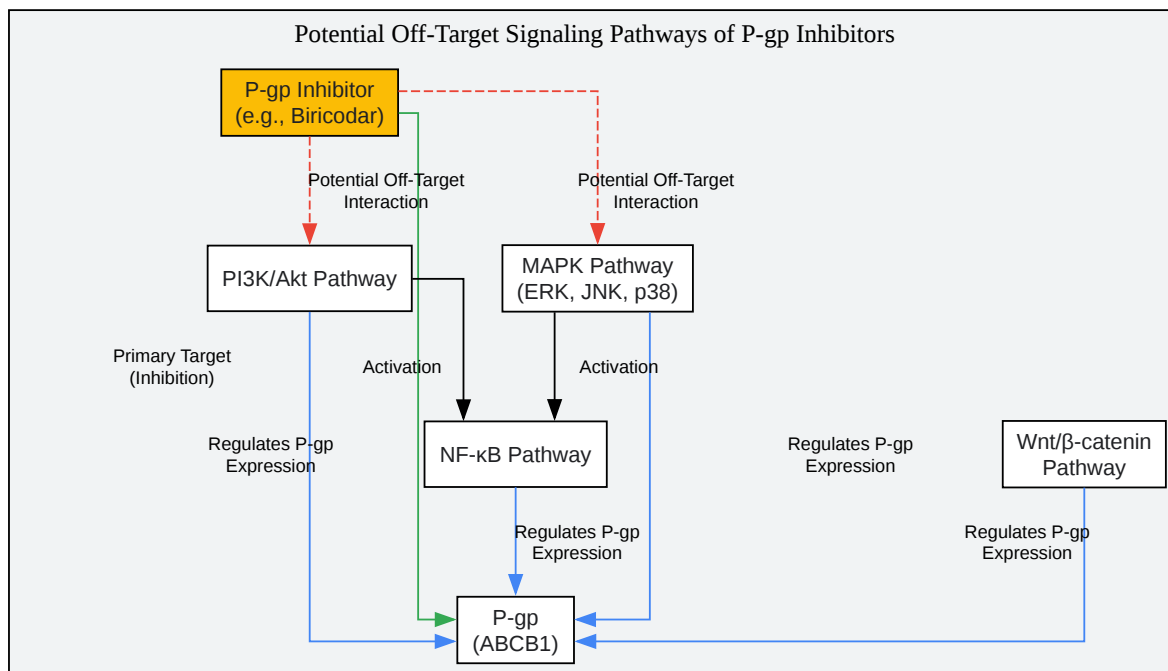 Potential Off-Target Signaling Pathways of P-gp Inhibitors
P-gp Inhibitor
(e.g., Biricodar)
Potential Off-Target
Interaction
Potential Off-Target
Interaction
PI3K/Akt Pathway
MAPK Pathway
(ERK, JNK, p38)
Primary Target
(Inhibition)
Activation
Activation
Regulates P-gp
Expression
NF-κB Pathway
Regulates P-gp
Expression
Wnt/β-catenin
Pathway
Regulates P-gp
Expression
Regulates P-gp
Expression
P-gp
(ABCB1)